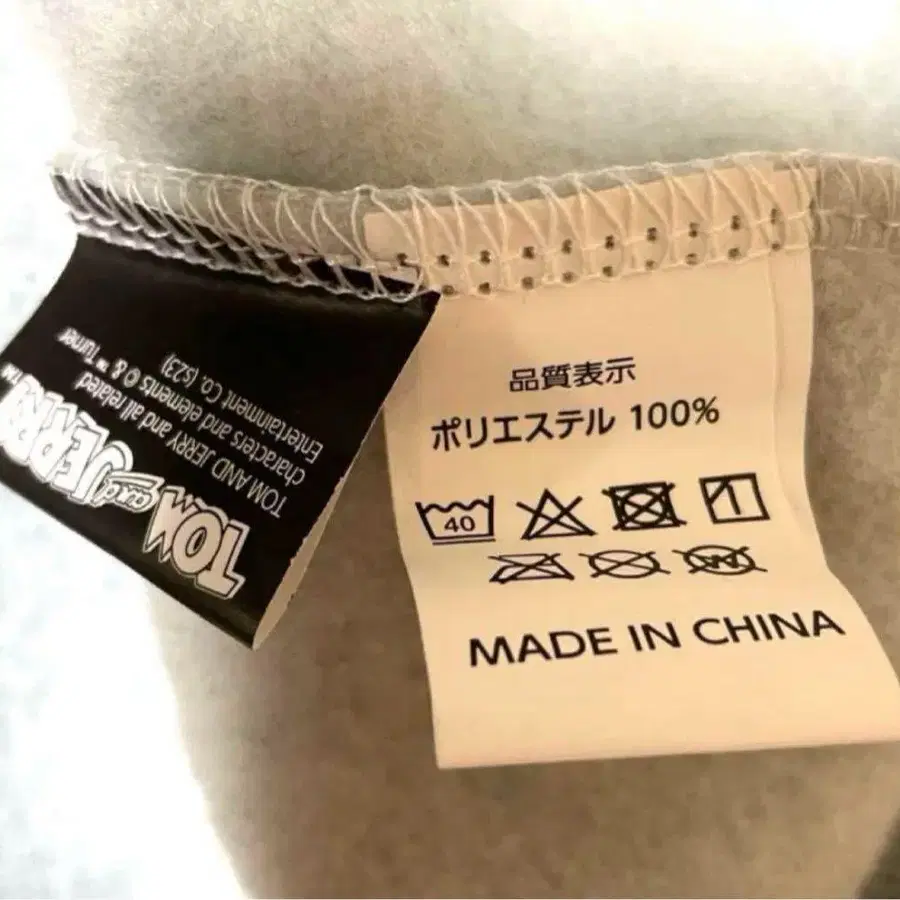 TOM and JERRY™
TOM AND JERRY and all related
characters and elements © & ™ Turner
Entertainment Co. (s23)
品質表示
ポリエステル 100%
40
W
MADE IN CHINA